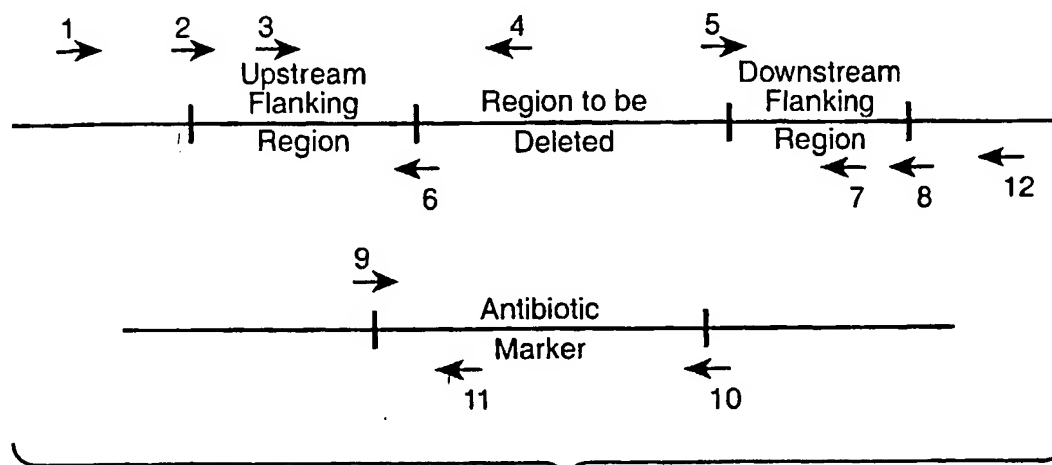 1 2 3 4 5
Upstream Downstream
Flanking Region to be Flanking
Region Deleted Region
6 7 8 12
9
Antibiotic
Marker
11 10